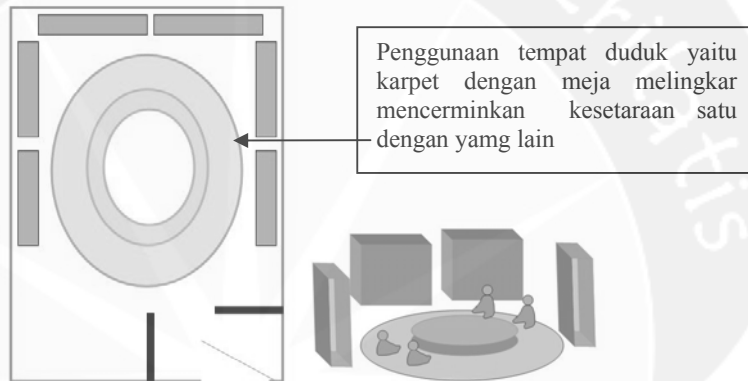 Penggunaan tempat duduk yaitu
karpet dengan meja melingkar
mencerminkan kesetaraan satu
dengan yamg lain